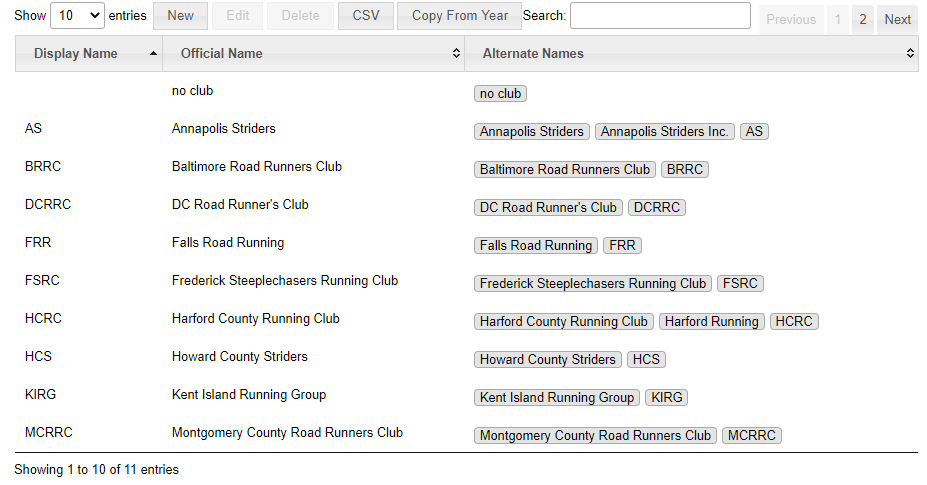 Show 10 entries New Edit Delete CSV Copy From Year Search: Previous 1 2 Next
Display Name Official Name Alternate Names
no club no club
AS Annapolis Striders Annapolis Striders Annapolis Striders Inc. AS
BRRC Baltimore Road Runners Club Baltimore Road Runners Club BRRC
DCRRC DC Road Runner's Club DC Road Runner's Club DCRRC
FRR Falls Road Running Falls Road Running FRR
FSRC Frederick Steeplechasers Running Club Frederick Steeplechasers Running Club FSRC
HCRC Harford County Running Club Harford County Running Club Harford Running HCRC
HCS Howard County Striders Howard County Striders HCS
KIRG Kent Island Running Group Kent Island Running Group KIRG
MCRRC Montgomery County Road Runners Club Montgomery County Road Runners Club MCRRC
Showing 1 to 10 of 11 entries